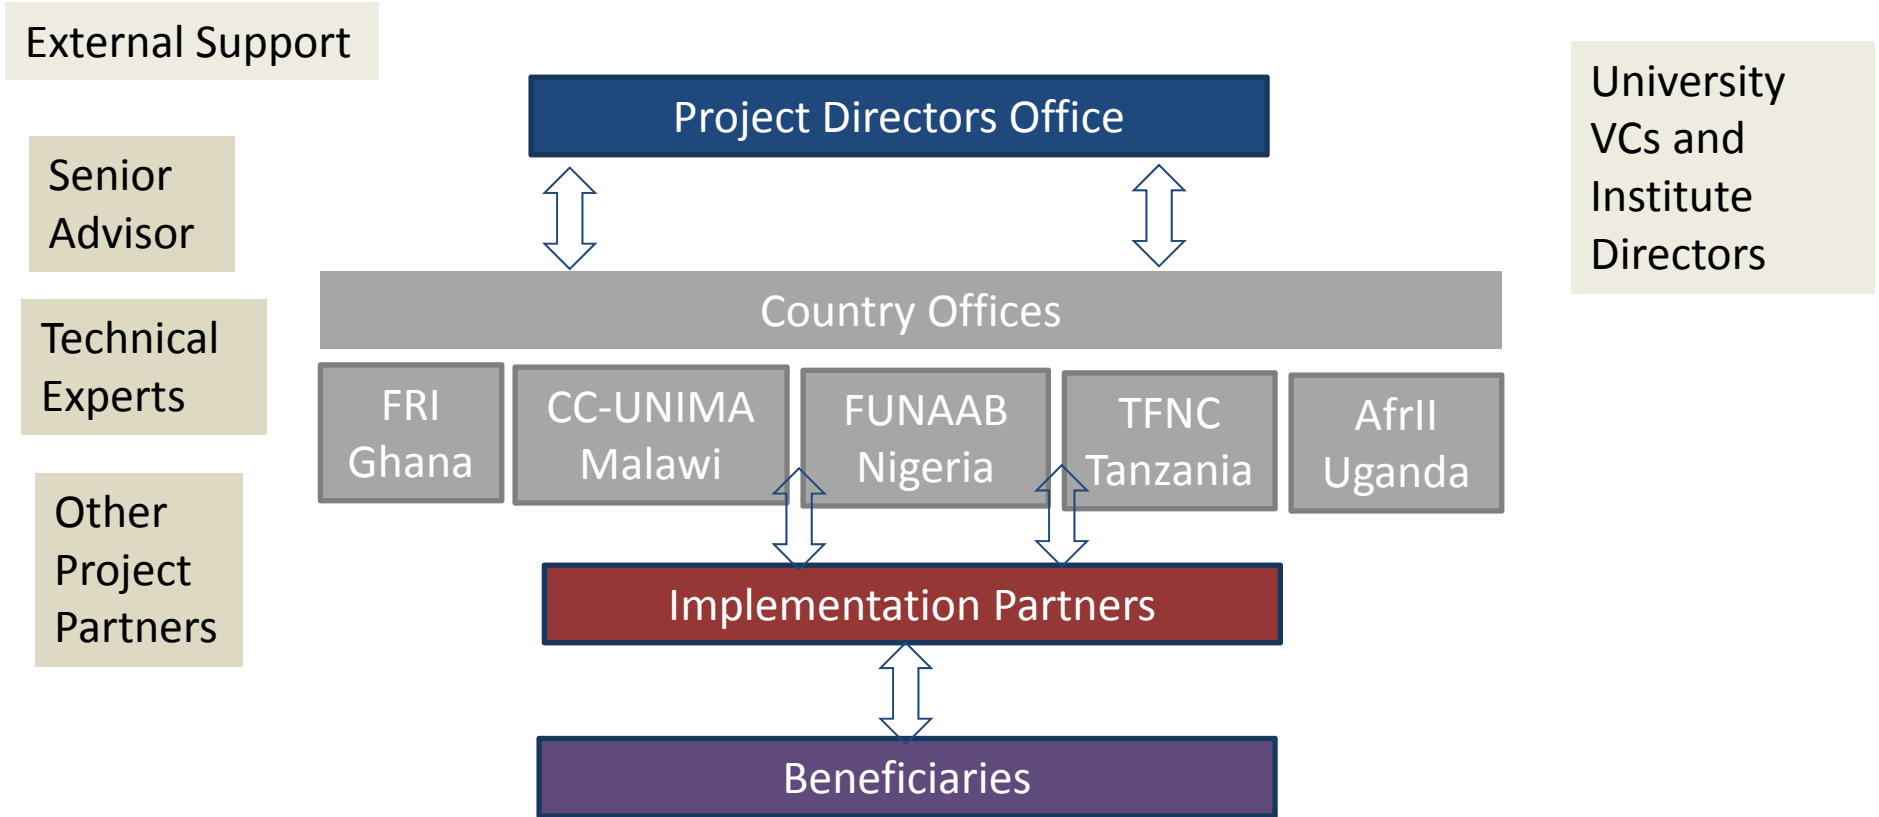 External Support
Project Directors Office
University
VCs and
Institute
Directors
Senior
Advisor
Technical
Experts
Other
Project
Partners
Country Offices
FRI
Ghana
CC-UNIMA
Malawi
FUNAAB
Nigeria
TFNC
Tanzania
AfrII
Uganda
Implementation Partners
Beneficiaries